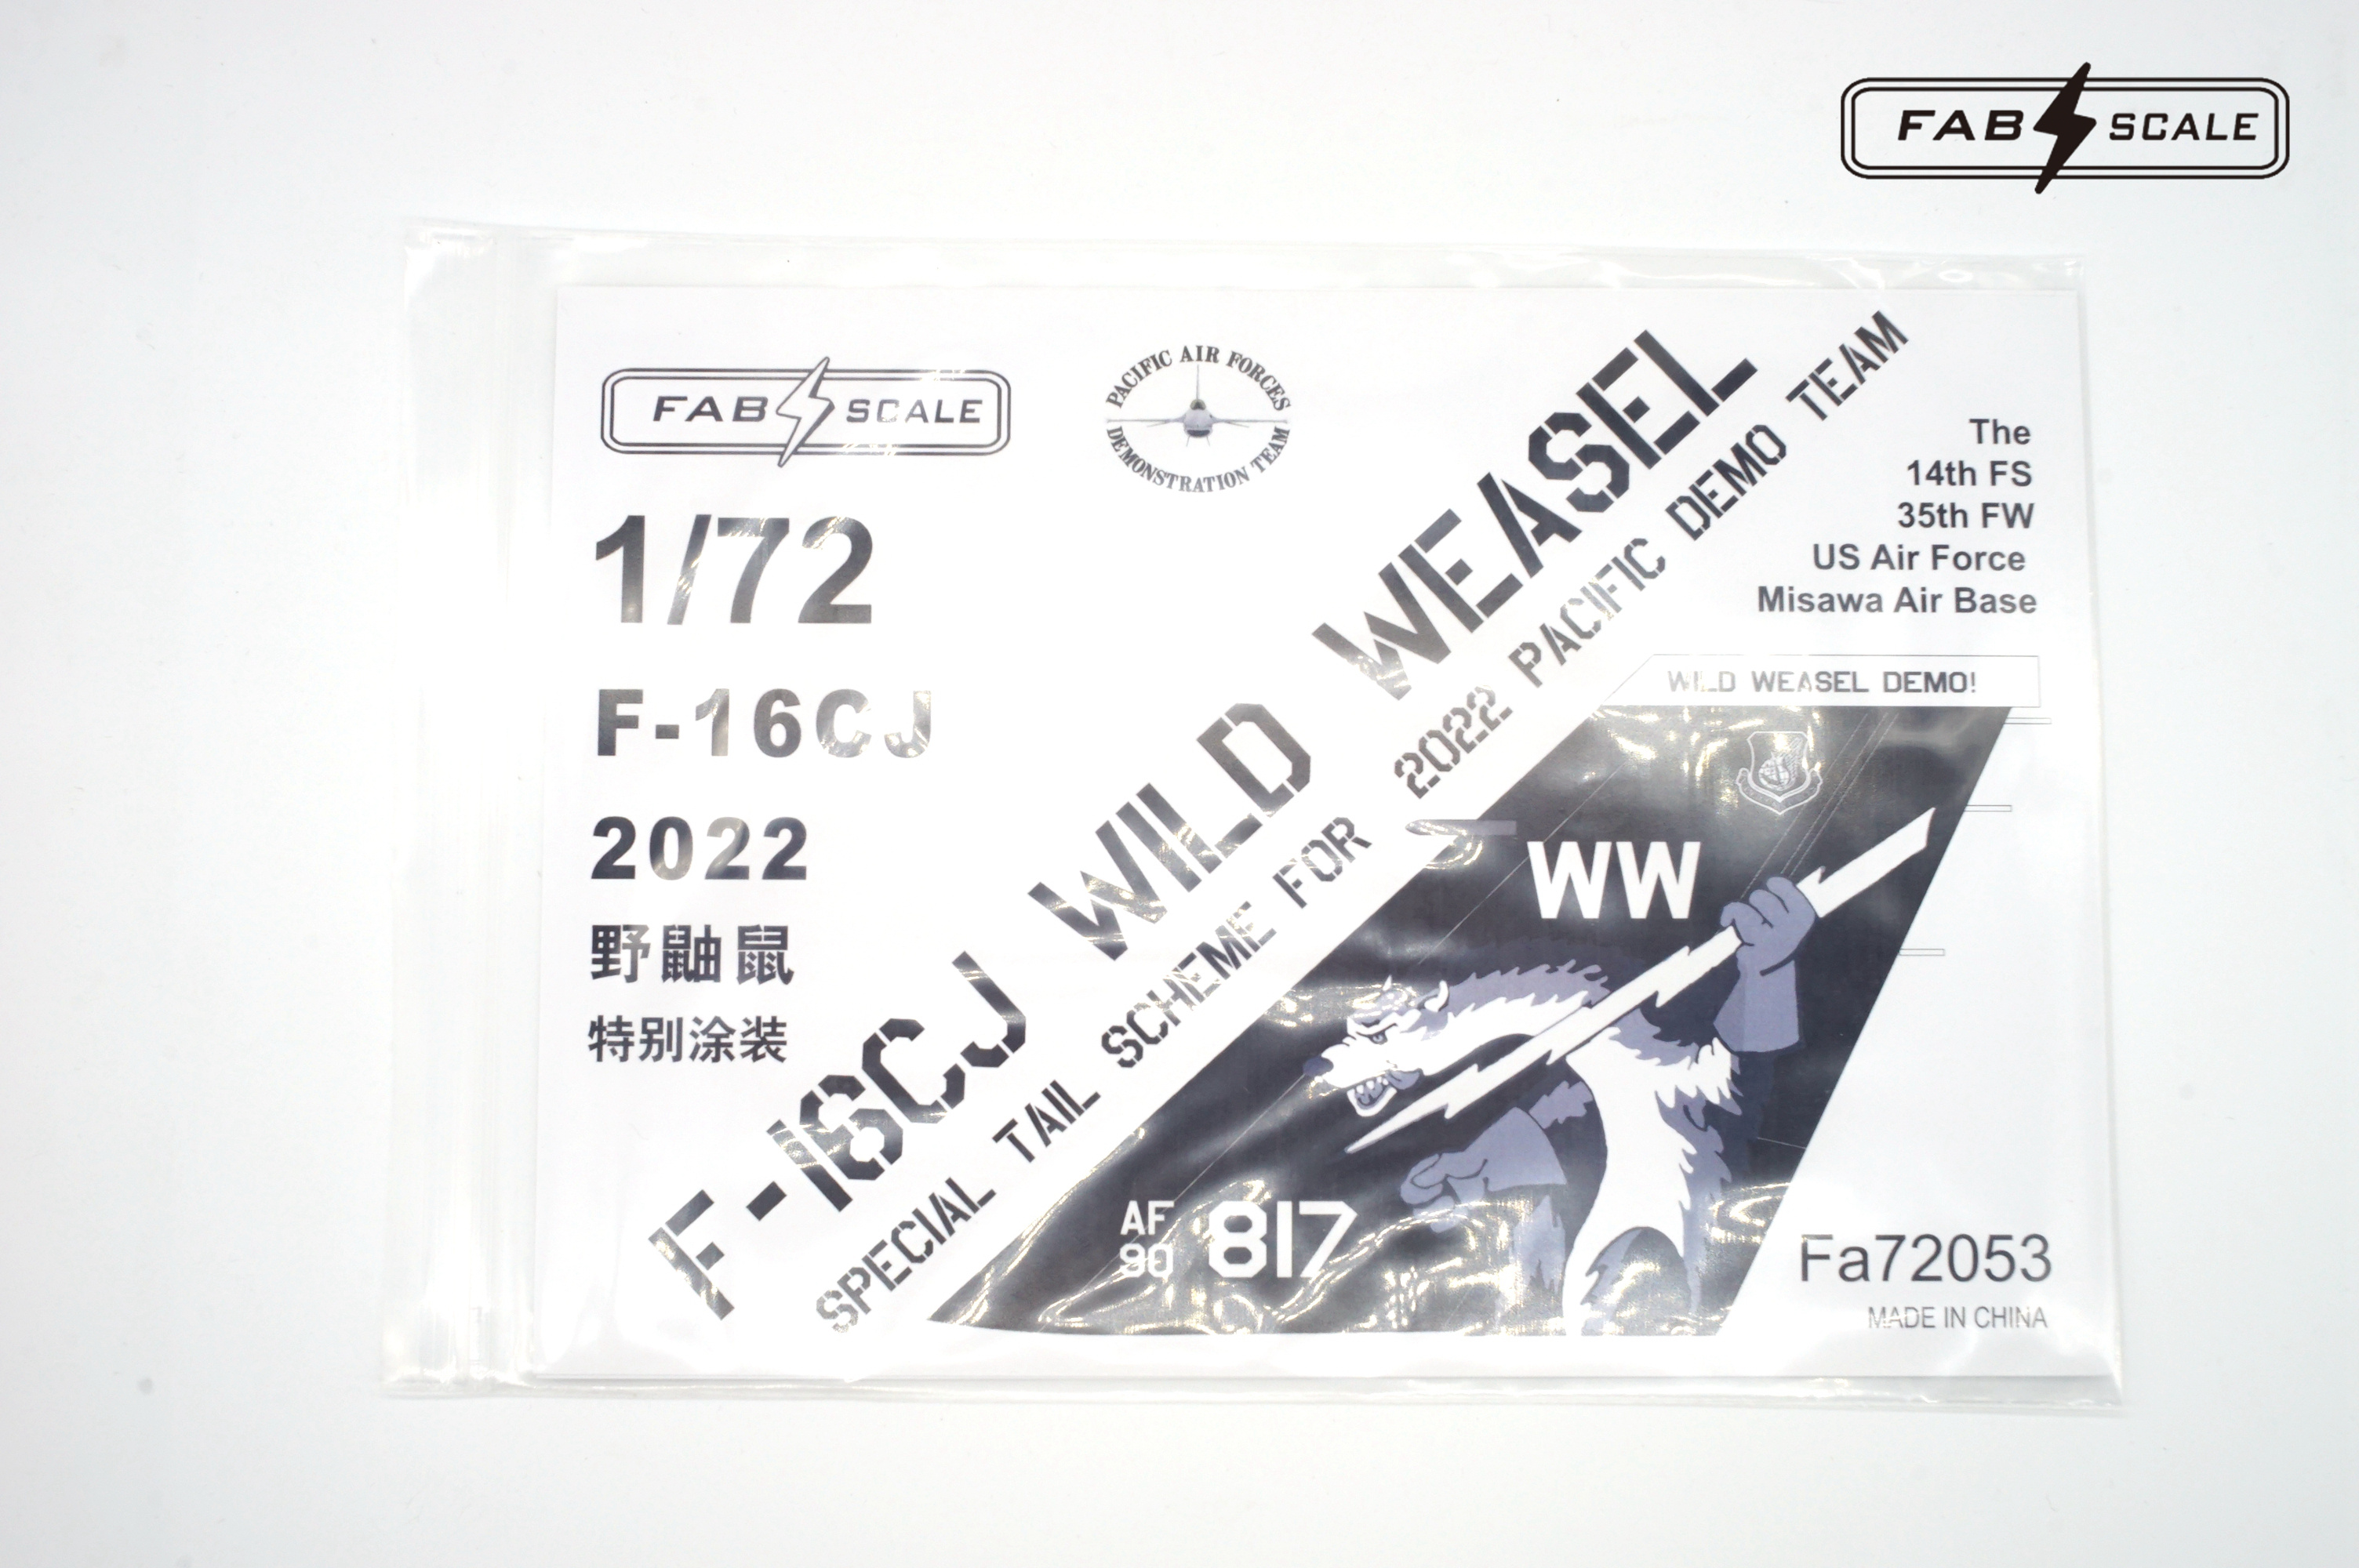 FAB SCALE
FAB SCALE
PACIFIC AIR FORCES
DEMONSTRATION TEAM
1/72
F-16CJ
2022
野鼬鼠
特别涂装
F-16CJ WILD WEASEL
SPECIAL TAIL SCHEME FOR 2022 PACIFIC DEMO TEAM
The
14th FS
35th FW
US Air Force
Misawa Air Base
WILD WEASEL DEMO!
WW
AF
90
817
Fa72053
MADE IN CHINA